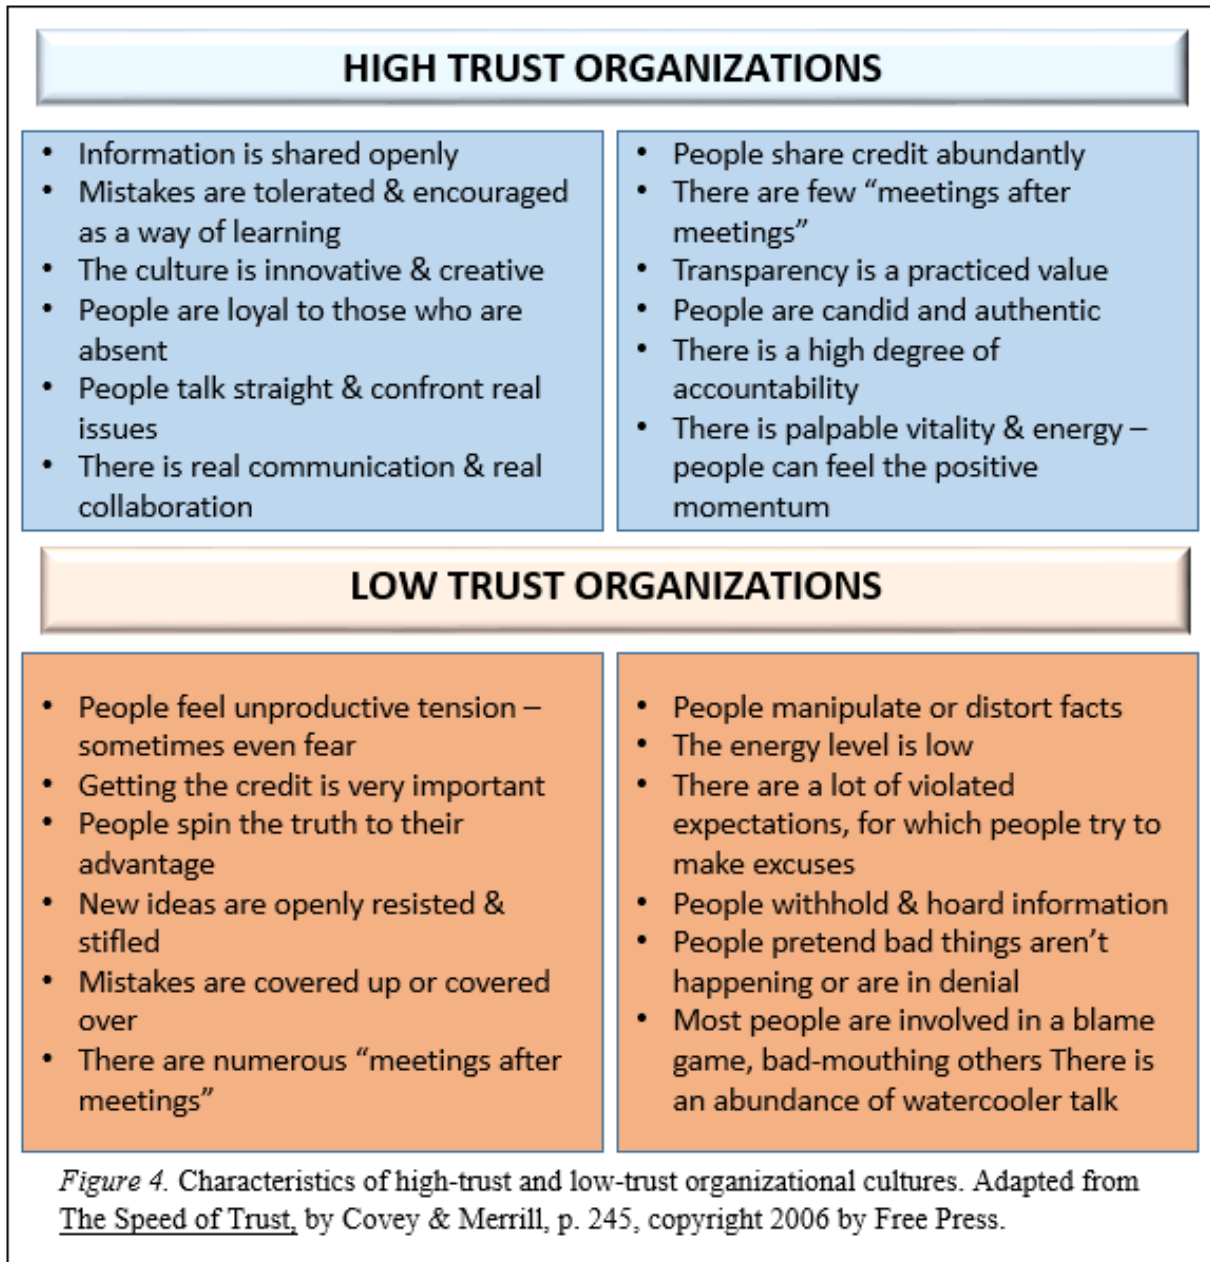 HIGH TRUST ORGANIZATIONS
• Information is shared openly
• Mistakes are tolerated & encouraged
as a way of learning
• The culture is innovative & creative
• People are loyal to those who are
absent
• People talk straight & confront real
issues
• There is real communication & real
collaboration
• People share credit abundantly
• There are few “meetings after
meetings”
• Transparency is a practiced value
• People are candid and authentic
• There is a high degree of
accountability
• There is palpable vitality & energy –
people can feel the positive
momentum
LOW TRUST ORGANIZATIONS
• People feel unproductive tension –
sometimes even fear
• Getting the credit is very important
• People spin the truth to their
advantage
• New ideas are openly resisted &
stifled
• Mistakes are covered up or covered
over
• There are numerous “meetings after
meetings”
• People manipulate or distort facts
• The energy level is low
• There are a lot of violated
expectations, for which people try to
make excuses
• People withhold & hoard information
• People pretend bad things aren’t
happening or are in denial
• Most people are involved in a blame
game, bad-mouthing others There is
an abundance of watercooler talk
Figure 4. Characteristics of high-trust and low-trust organizational cultures. Adapted from
The Speed of Trust, by Covey & Merrill, p. 245, copyright 2006 by Free Press.